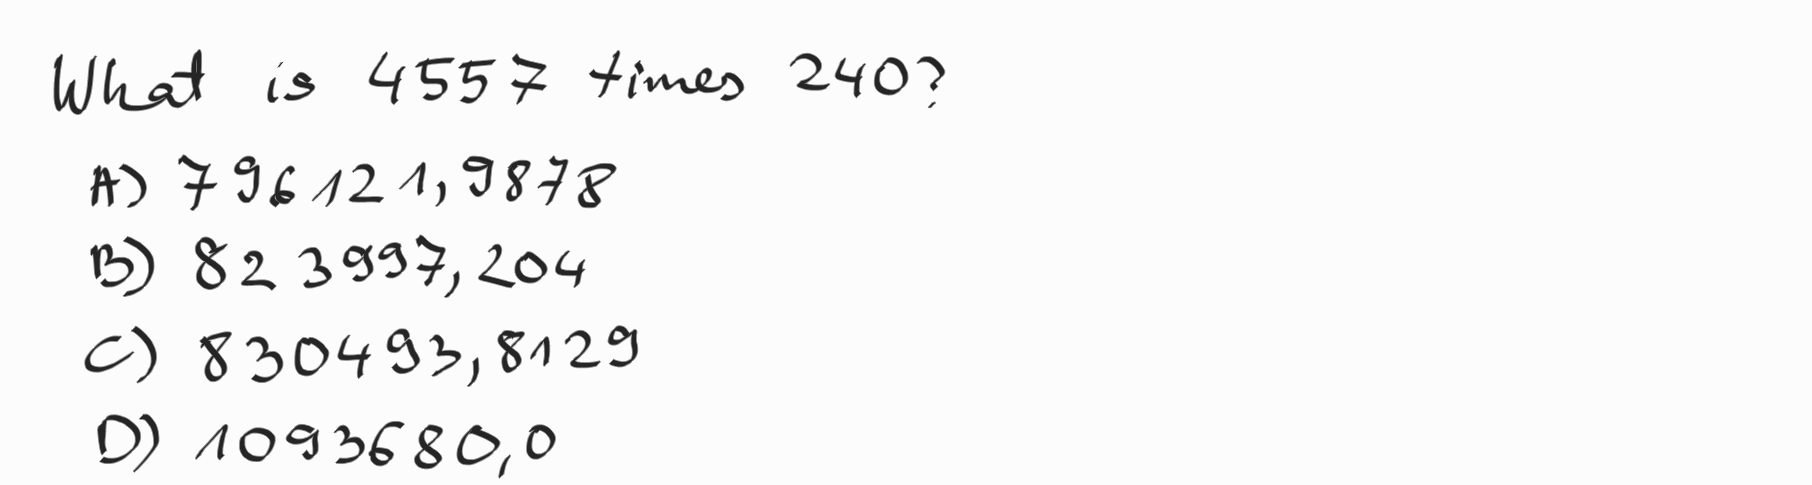 What is 4557 times 240?
A) 796121,9878
B) 823997,204
C) 830493,8129
D) 1093680,0